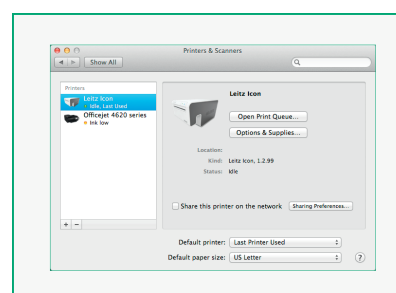 Printers & Scanners
Show All
Printers
Leitz Icon
Idle, Last Used
Officejet 4620 series
Ink low
Leitz Icon
Open Print Queue...
Options & Supplies...
Location:
Kind: Leitz Icon, 1.2.99
Status: Idle
Share this printer on the network Sharing Preferences...
+ −
Default printer: Last Printer Used
Default paper size: US Letter ?